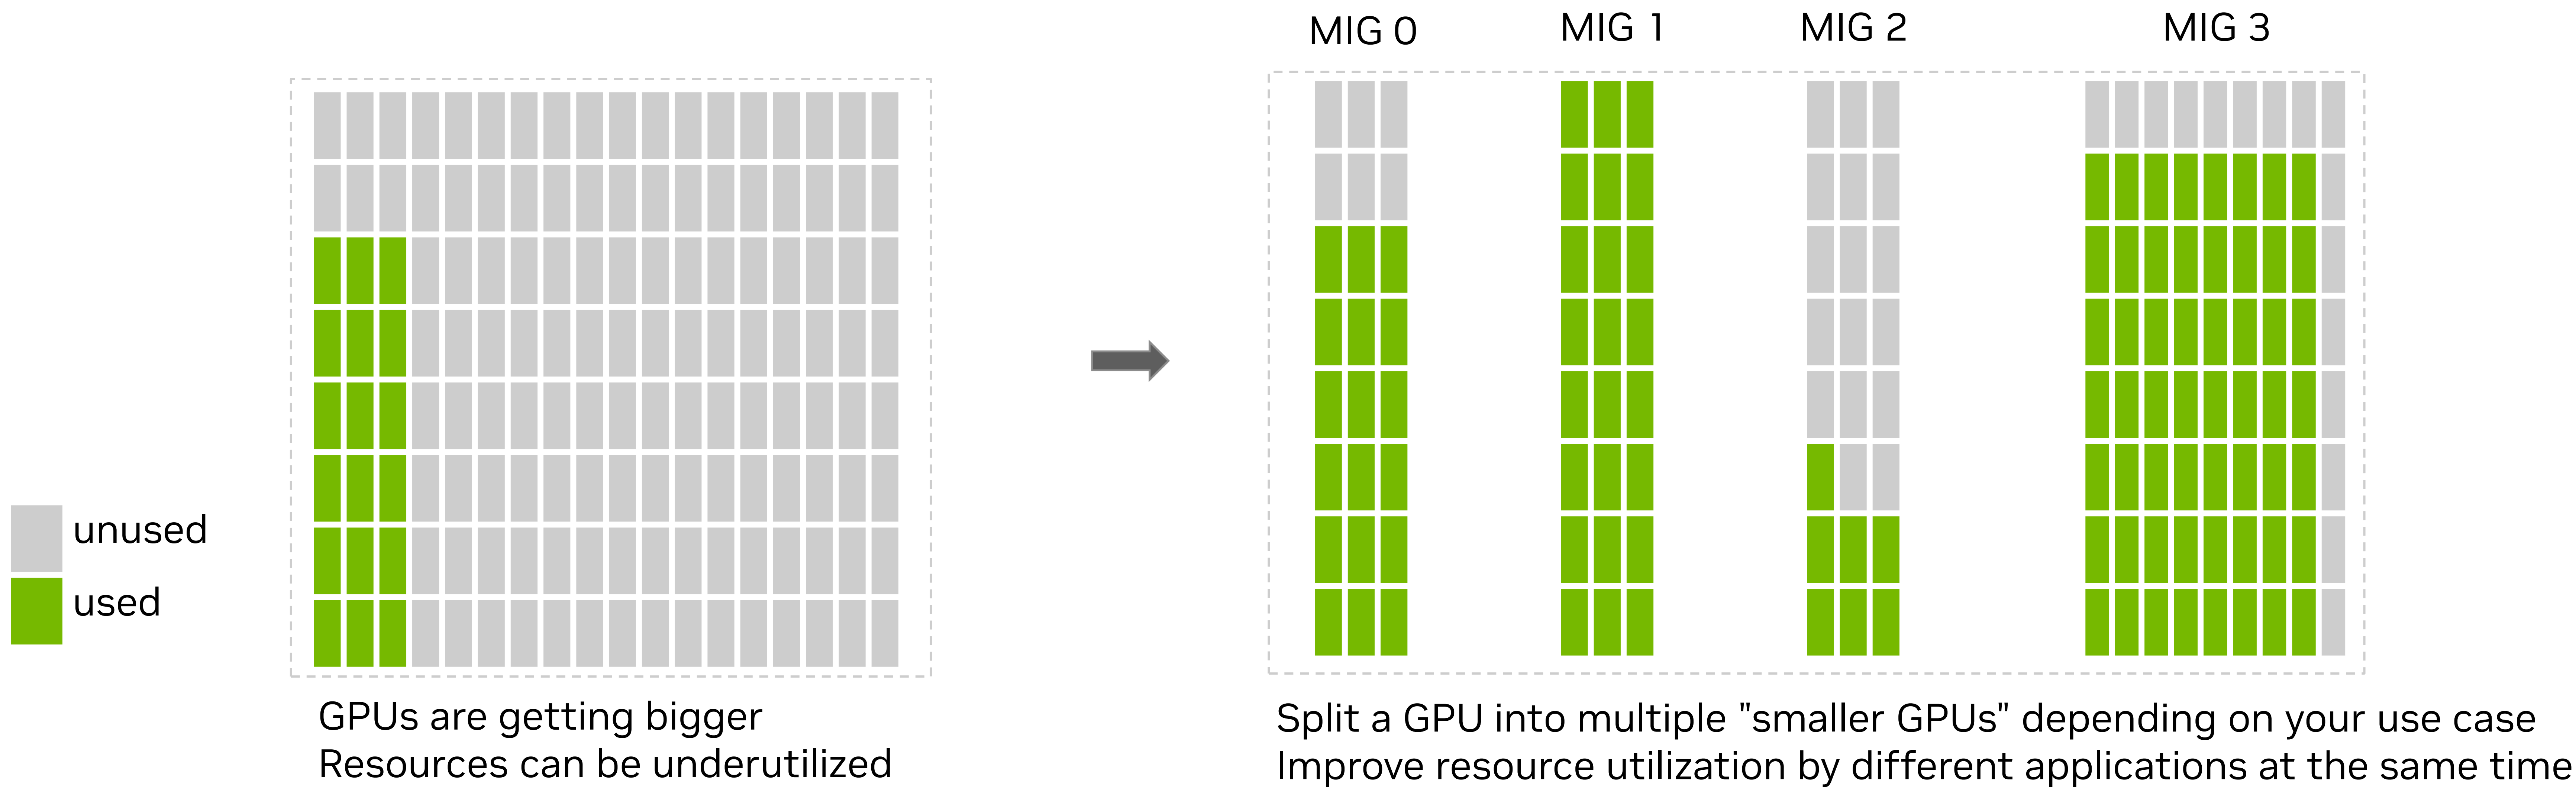 MIG 0
MIG 1
MIG 2
MIG 3
unused
used
GPUs are getting bigger
Resources can be underutilized
Split a GPU into multiple "smaller GPUs" depending on your use case
Improve resource utilization by different applications at the same time